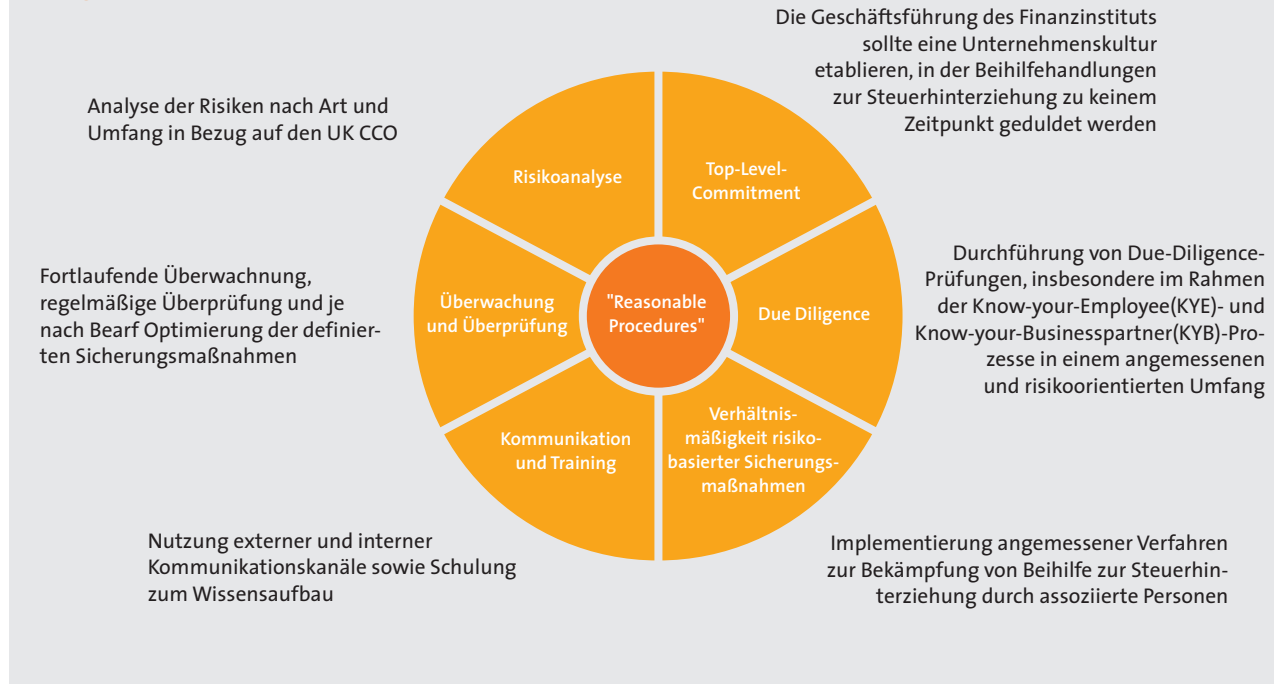 Die Geschäftsführung des Finanzinstituts
sollte eine Unternehmenskultur
etablieren, in der Beihilfehandlungen
zur Steuerhinterziehung zu keinem
Zeitpunkt geduldet werden
Analyse der Risiken nach Art und
Umfang in Bezug auf den UK CCO
Risikoanalyse
Top-Level-
Commitment
Fortlaufende Überwachnung,
regelmäßige Überprüfung und je
nach Bearf Optimierung der definier-
ten Sicherungsmaßnahmen
Überwachung
und Überprüfung
"Reasonable
Procedures"
Due Diligence
Durchführung von Due-Diligence-
Prüfungen, insbesondere im Rahmen
der Know-your-Employee(KYE)- und
Know-your-Businesspartner(KYB)-Pro-
zesse in einem angemessenen
und risikoorientierten Umfang
Kommunikation
und Training
Verhältnis-
mäßigkeit risiko-
basierter Sicherungs-
maßnahmen
Nutzung externer und interner
Kommunikationskanäle sowie Schulung
zum Wissensaufbau
Implementierung angemessener Verfahren
zur Bekämpfung von Beihilfe zur Steuerhin-
terziehung durch assoziierte Personen